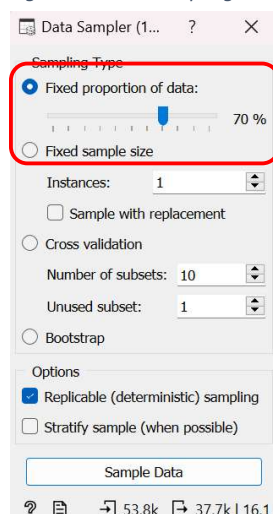 Data Sampler (1... ? ×
Sampling Type
Fixed proportion of data:
70 %
Fixed sample size
Instances: 1
Sample with replacement
Cross validation
Number of subsets: 10
Unused subset: 1
Bootstrap
Options
Replicable (deterministic) sampling
Stratify sample (when possible)
Sample Data
? 53.8k 37.7k | 16.1